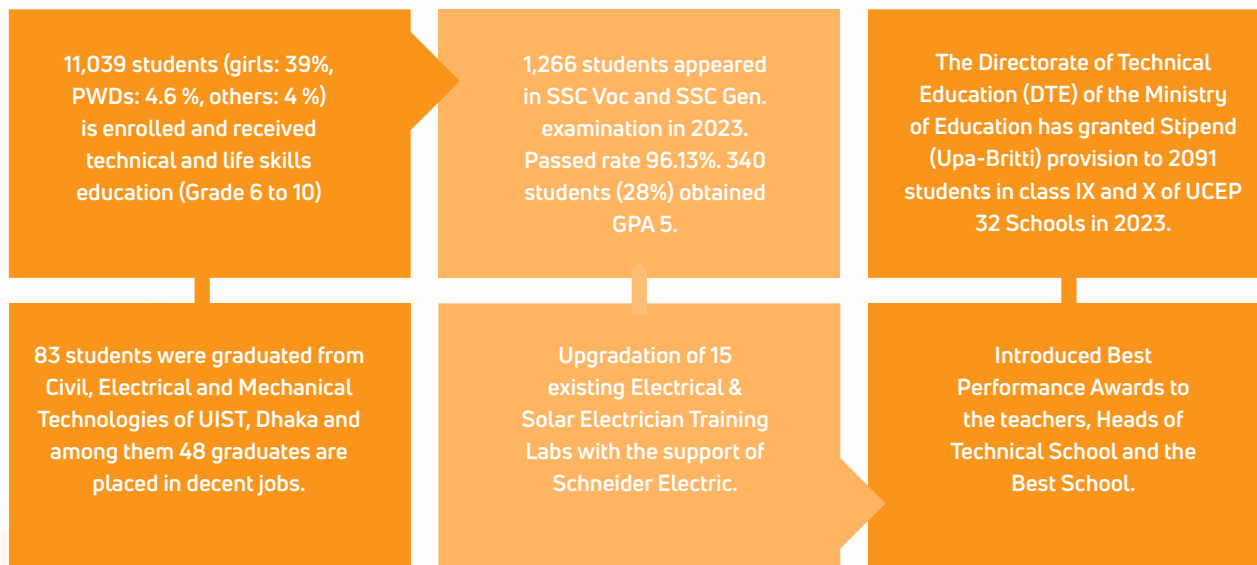 11,039 students (girls: 39%,
PWDs: 4.6 %, others: 4 %)
is enrolled and received
technical and life skills
education (Grade 6 to 10)
1,266 students appeared
in SSC Voc and SSC Gen.
examination in 2023.
Passed rate 96.13%. 340
students (28%) obtained
GPA 5.
The Directorate of Technical
Education (DTE) of the Ministry
of Education has granted Stipend
(Upa-Britti) provision to 2091
students in class IX and X of UCEP
32 Schools in 2023.
83 students were graduated from
Civil, Electrical and Mechanical
Technologies of UIST, Dhaka and
among them 48 graduates are
placed in decent jobs.
Upgradation of 15
existing Electrical &
Solar Electrician Training
Labs with the support of
Schneider Electric.
Introduced Best
Performance Awards to
the teachers, Heads of
Technical School and the
Best School.